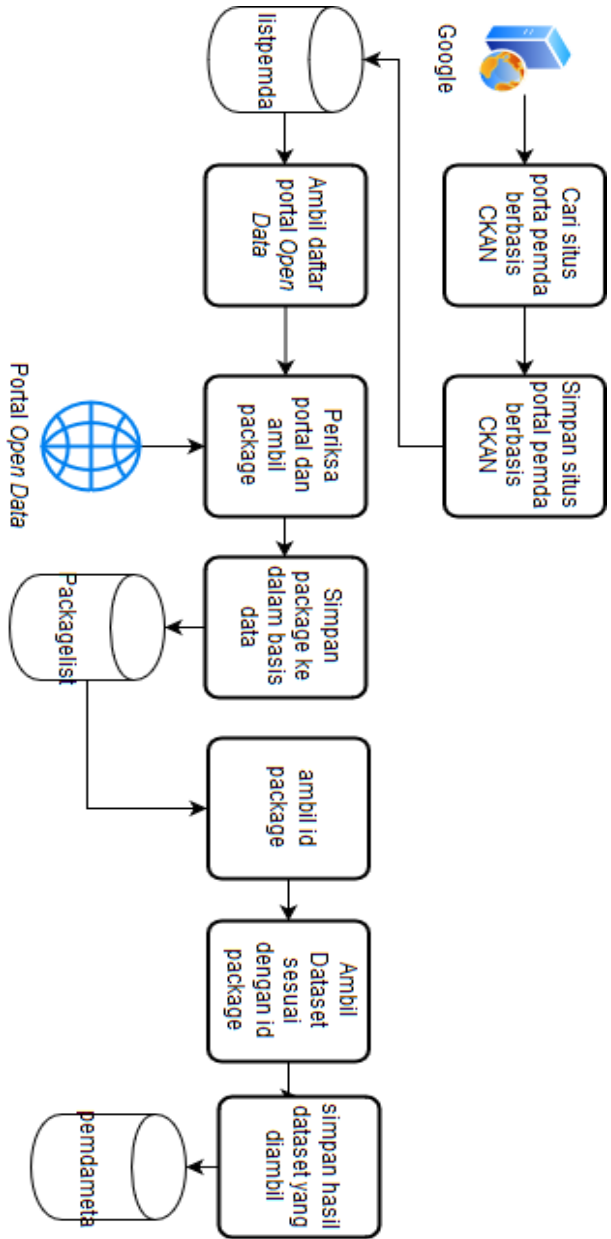 Google
Cari situs
porta pemda
berbasis
CKAN
Simpan situs
portal pemda
berbasis
CKAN
listpemda
Ambil daftar
portal Open
Data
Periksa
portal dan
ambil
package
Portal Open Data
Simpan
package ke
dalam basis
data
Packagelist
ambil id
package
Ambil
Dataset
sesuai
dengan id
package
simpan hasil
dataset yang
diambil
pemdameta